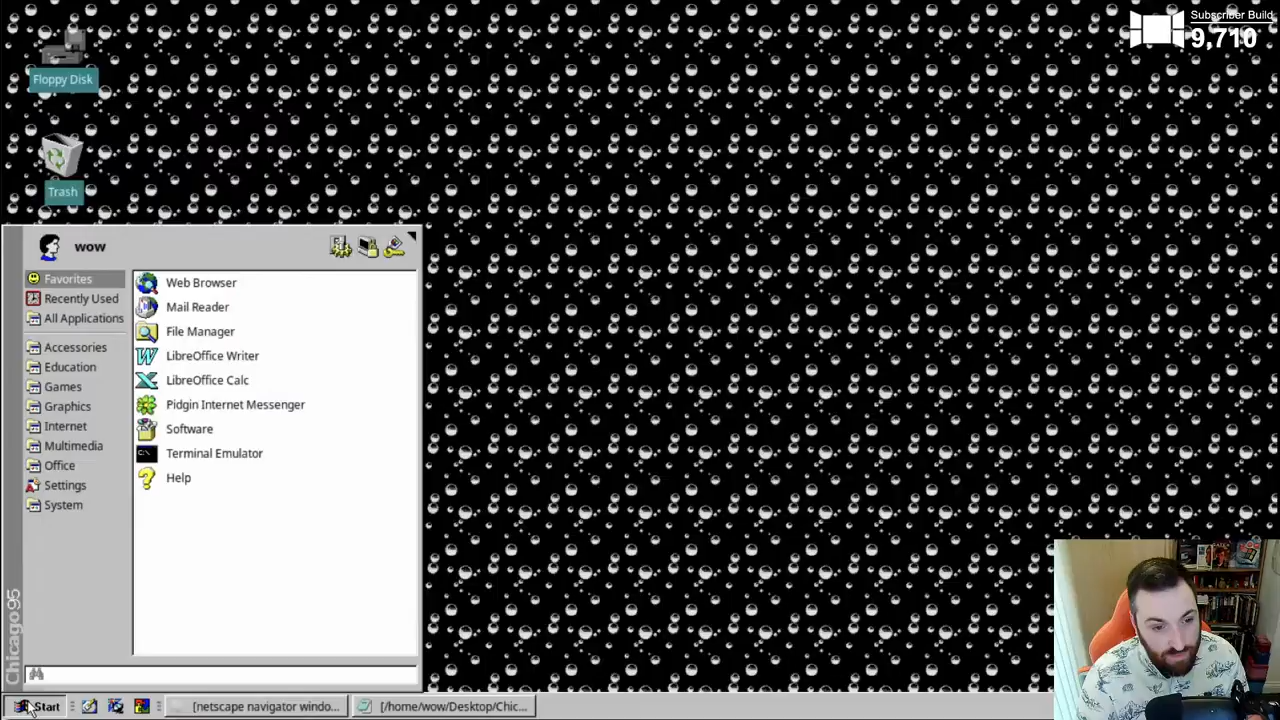 Subscriber Build
9,710
Floppy Disk
Trash
wow
Favorites
Recently Used
All Applications
Accessories
Education
Games
Graphics
Internet
Multimedia
Office
Settings
System
Web Browser
Mail Reader
File Manager
LibreOffice Writer
LibreOffice Calc
Pidgin Internet Messenger
Software
Terminal Emulator
Help
Chicago95
Start
[netscape navigator windo...
[/home/wow/Desktop/Chic...